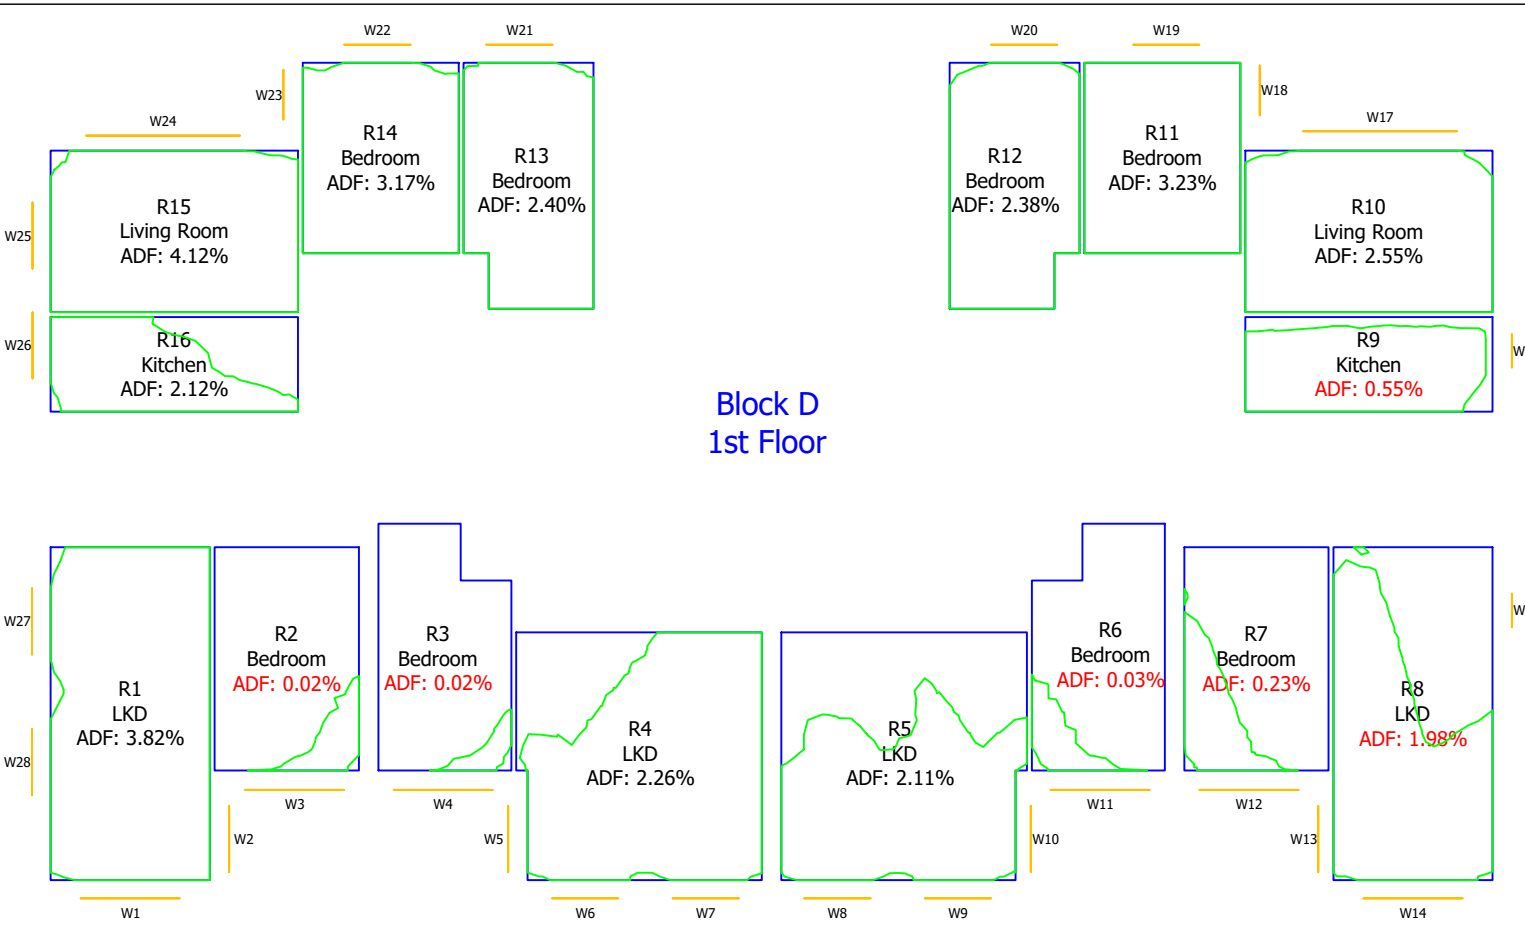 W22
W21
W20
W19
W23
W18
W24
W17
R14
Bedroom
ADF: 3.17%
R13
Bedroom
ADF: 2.40%
R12
Bedroom
ADF: 2.38%
R11
Bedroom
ADF: 3.23%
W25
R15
Living Room
ADF: 4.12%
R10
Living Room
ADF: 2.55%
W26
R16
Kitchen
ADF: 2.12%
R9
Kitchen
ADF: 0.55%
W
Block D
1st Floor
W27
W28
R1
LKD
ADF: 3.82%
R2
Bedroom
ADF: 0.02%
R3
Bedroom
ADF: 0.02%
R4
LKD
ADF: 2.26%
R5
LKD
ADF: 2.11%
R6
Bedroom
ADF: 0.03%
R7
Bedroom
ADF: 0.23%
R8
LKD
ADF: 1.98%
W
W3
W4
W11
W12
W2
W5
W10
W13
W1
W6
W7
W8
W9
W14